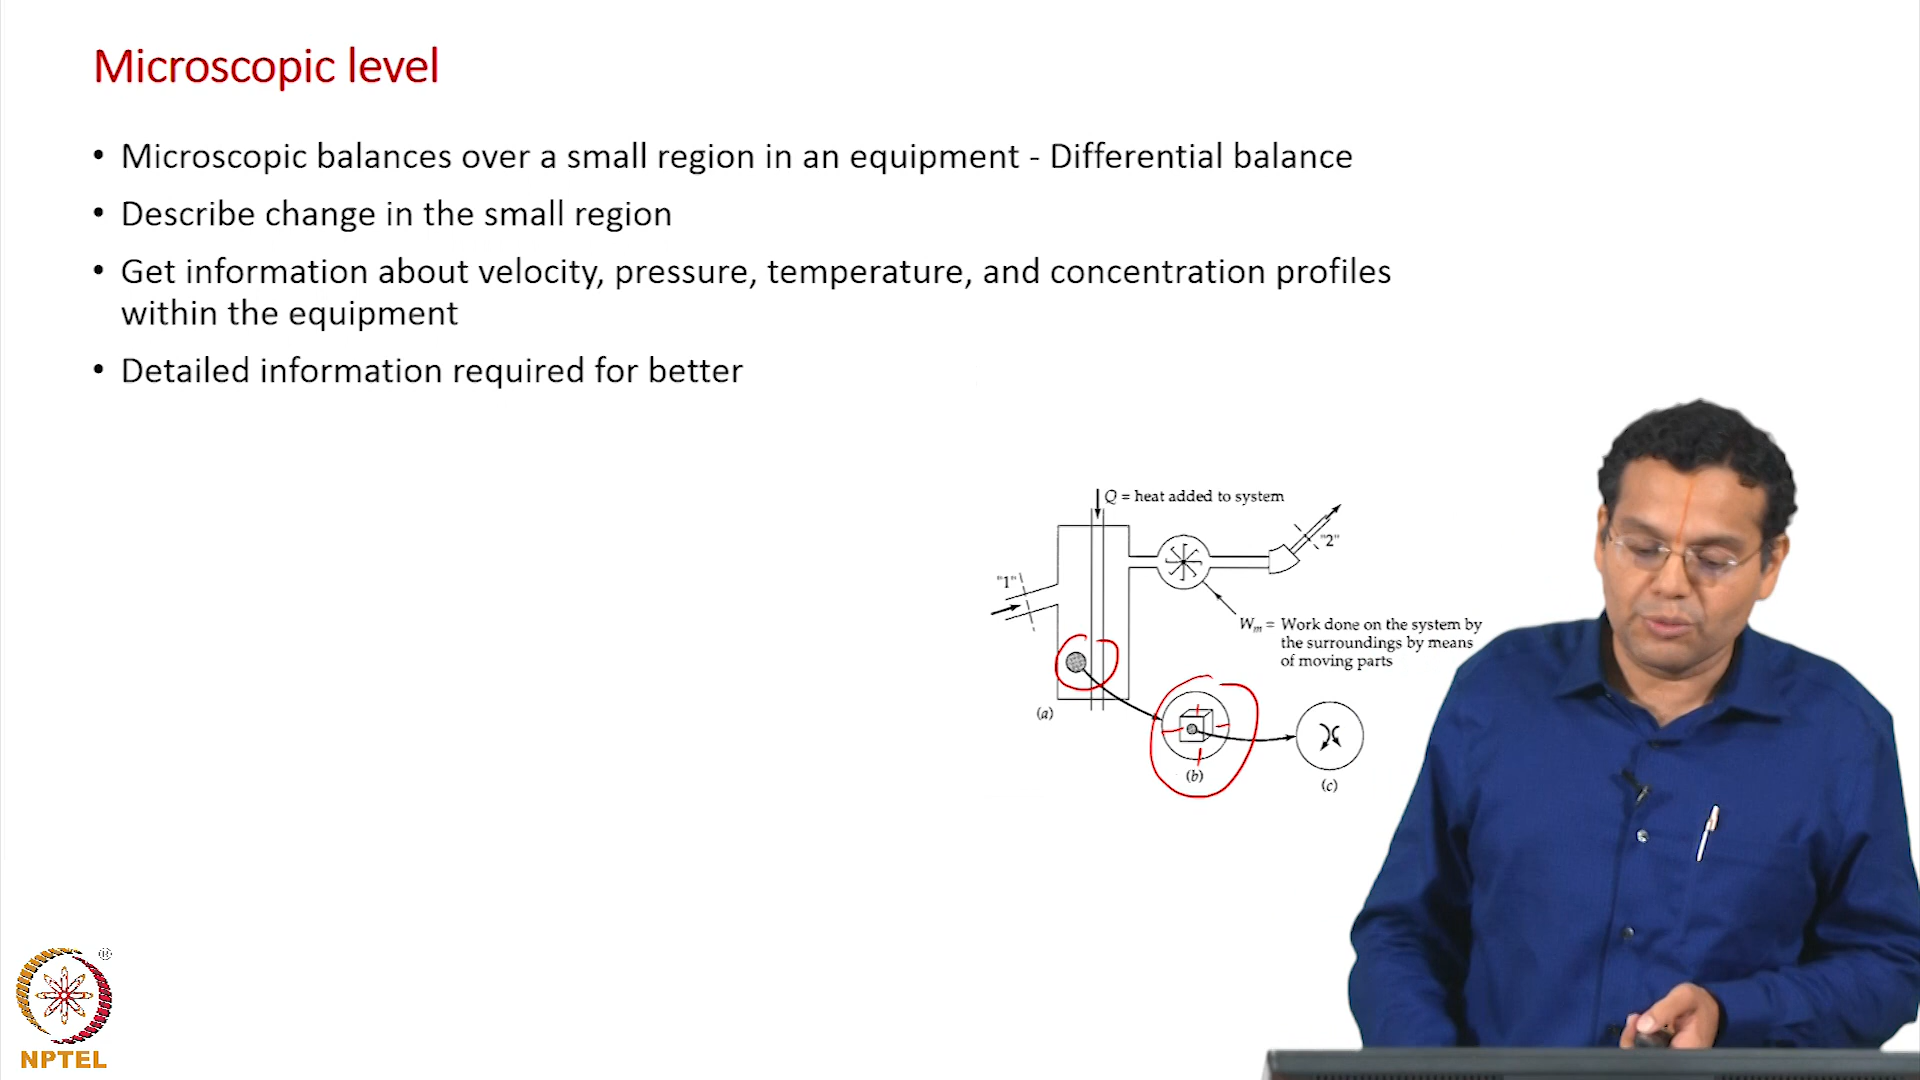 Microscopic level
• Microscopic balances over a small region in an equipment - Differential balance
• Describe change in the small region
• Get information about velocity, pressure, temperature, and concentration profiles
within the equipment
• Detailed information required for better
Q = heat added to system
"2"
"1"
Wm = Work done on the system by
the surroundings by means
of moving parts
(a)
(b)
(c)
®
NPTEL